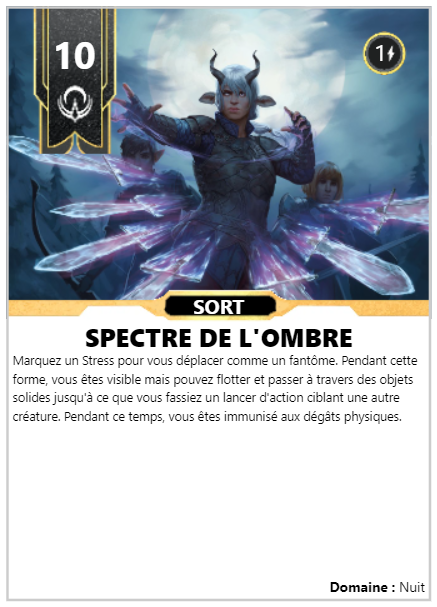 10
1
SORT
SPECTRE DE L'OMBRE
Marquez un Stress pour vous déplacer comme un fantôme. Pendant cette
forme, vous êtes visible mais pouvez flotter et passer à travers des objets
solides jusqu'à ce que vous fassiez un lancer d'action ciblant une autre
créature. Pendant ce temps, vous êtes immunisé aux dégâts physiques.
Domaine : Nuit